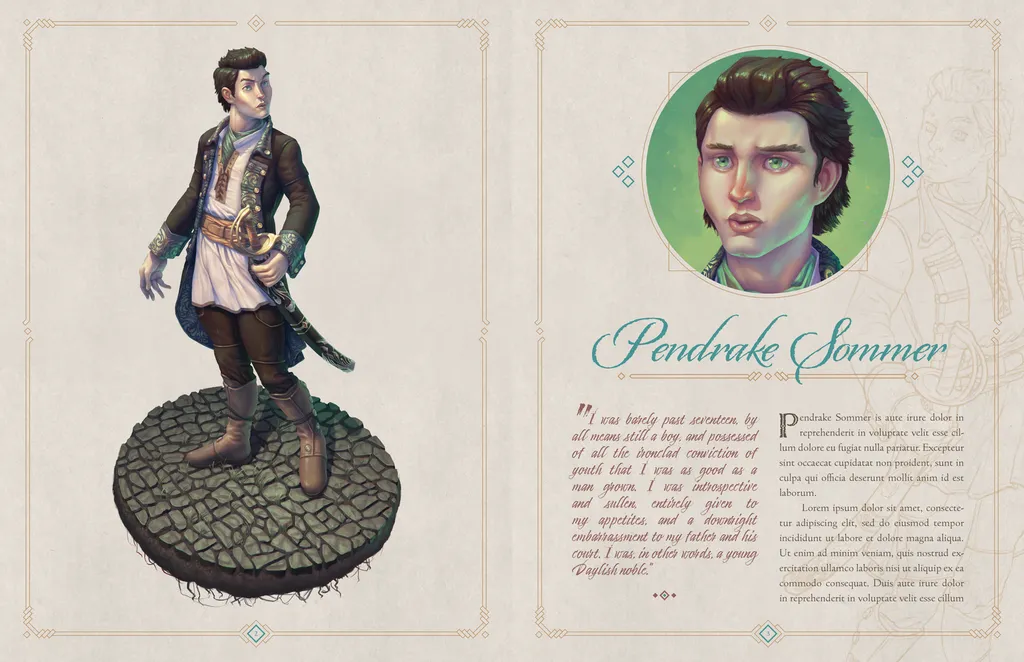 Pendrake Sommer
"I was barely past seventeen, by
all means still a boy, and possessed
of all the ironclad conviction of
youth that I was as good as a
man grown. I was introspective
and sullen, entirely given to
my appetites, and a downright
embarrassment to my father and his
court. I was, in other words, a young
Daylish noble."
Pendrake Sommer is aute irure dolor in
reprehenderit in voluptate velit esse cil-
lum dolore eu fugiat nulla pariatur. Excepteur
sint occaecat cupidatat non proident, sunt in
culpa qui officia deserunt mollit anim id est
laborum.
Lorem ipsum dolor sit amet, consecte-
tur adipiscing elit, sed do eiusmod tempor
incididunt ut labore et dolore magna aliqua.
Ut enim ad minim veniam, quis nostrud ex-
ercitation ullamco laboris nisi ut aliquip ex ea
commodo consequat. Duis aute irure dolor
in reprehenderit in voluptate velit esse cillum
2
3